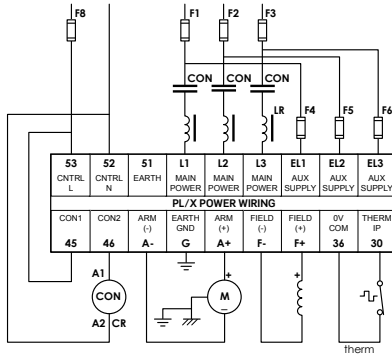 F8 F1 F2 F3
CON CON CON
LR F4 F5 F6
53 52 51 L1 L2 L3 EL1 EL2 EL3
CNTRL CNTRL EARTH MAIN MAIN MAIN AUX AUX AUX
L N POWER POWER POWER SUPPLY SUPPLY SUPPLY
PL/X POWER WIRING
CON1 CON2 ARM EARTH ARM FIELD FIELD 0V THERM
(-) GND (+) (-) (+) COM IP
45 46 A- G A+ F- F+ 36 30
A1 + +
CON M
–
A2 CR
therm